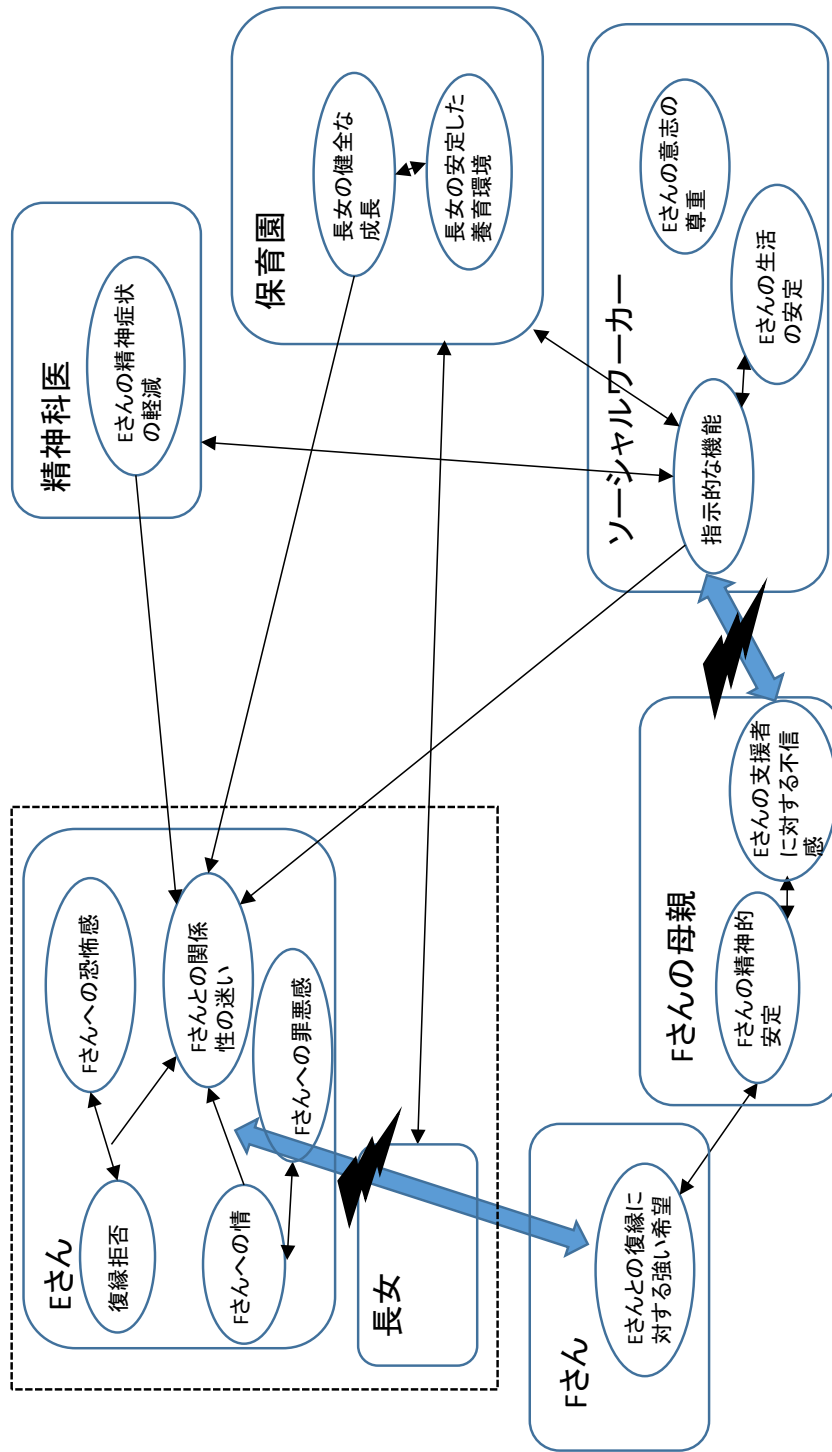 Eさん
復縁拒否
Fさんへの恐怖感
Fさんとの関係
性の迷い
Fさんへの情
Fさんへの罪悪感
長女
精神科医
Eさんの精神症状
の軽減
保育園
長女の健全な
成長
長女の安定した
養育環境
Fさん
Eさんとの復縁に
対する強い希望
Fさんの母親
Fさんの精神的
安定
Eさんの支援者
に対する不信
感
ソーシャルワーカー
指示的な機能
Eさんの意志の
尊重
Eさんの生活
の安定